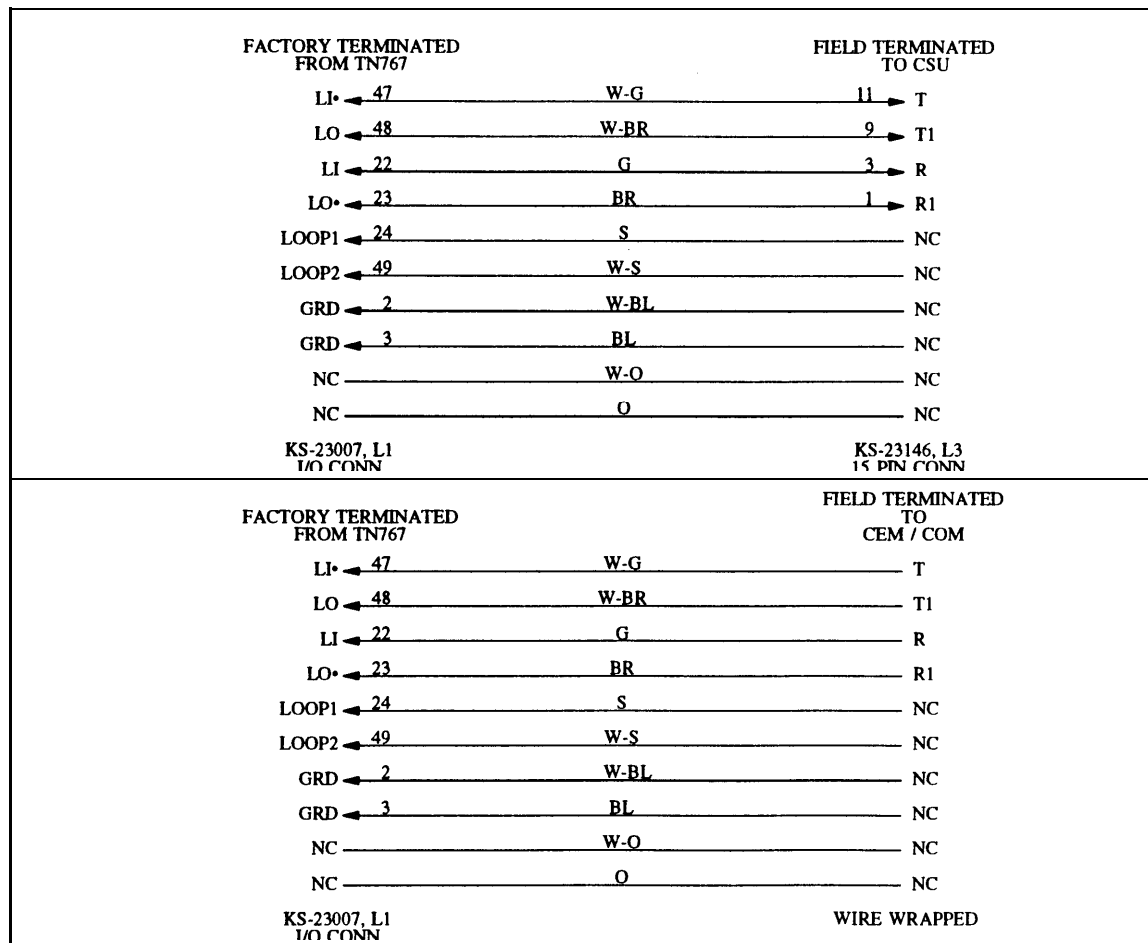 FACTORY TERMINATED FIELD TERMINATED
FROM TN767 TO CSU
LI• 47 W-G 11 T
LO 48 W-BR 9 T1
LI 22 G 3 R
LO• 23 BR 1 R1
LOOP1 24 S NC
LOOP2 49 W-S NC
GRD 2 W-BL NC
GRD 3 BL NC
NC W-O NC
NC O NC
KS-23007, L1 KS-23146, L3
I/O CONN 15 PIN CONN
FIELD TERMINATED
FACTORY TERMINATED TO
FROM TN767 CEM / COM
LI• 47 W-G T
LO 48 W-BR T1
LI 22 G R
LO• 23 BR R1
LOOP1 24 S NC
LOOP2 49 W-S NC
GRD 2 W-BL NC
GRD 3 BL NC
NC W-O NC
NC O NC
KS-23007, L1 WIRE WRAPPED
I/O CONN